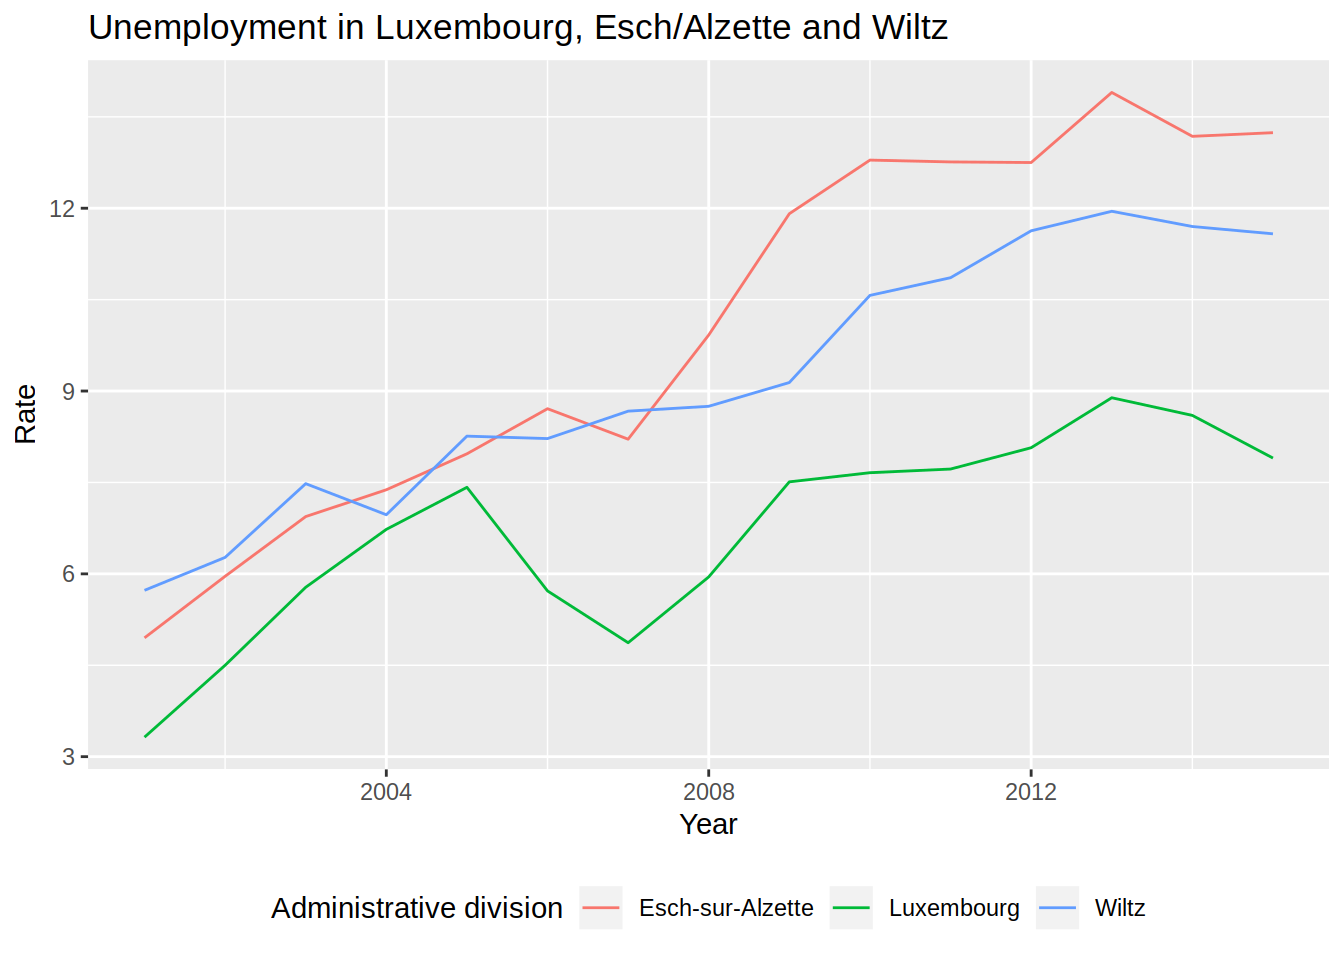 Unemployment in Luxembourg, Esch/Alzette and Wiltz
Rate
12
9
6
3
2004 2008 2012
Year
Administrative division Esch-sur-Alzette Luxembourg Wiltz